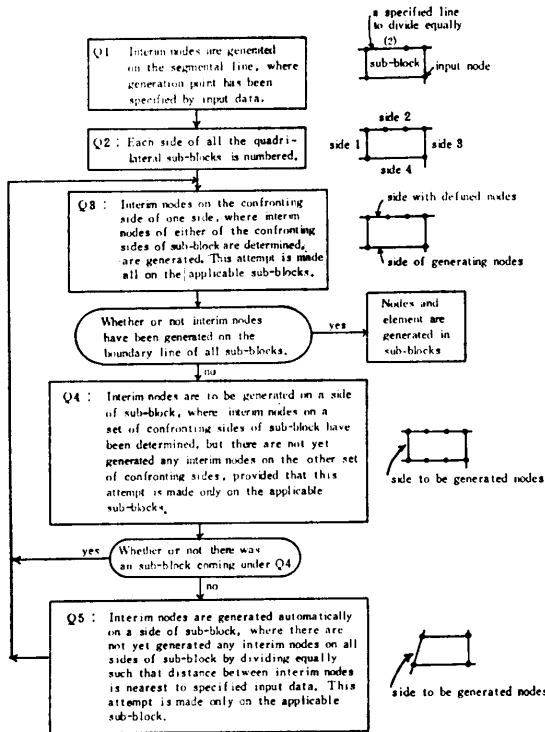 Q1 : Interim nodes are generated
on the segmental line, where
generation point has been
specified by input data.
a specified line
to divide equally
(2)
sub-block
input node
Q2 : Each side of all the quadri-
lateral sub-blocks is numbered.
side 2
side 1
side 3
side 4
Q3 : Interim nodes on the confronting
side of one side, where interim
nodes of either of the confronting
sides of sub-block are determined,
are generated. This attempt is made
all on the applicable sub-blocks.
side with defined nodes
side of generating nodes
Whether or not interim nodes
have been generated on the
boundary line of all sub-blocks.
yes
Nodes and
element are
generated in
sub-blocks
no
Q4 : Interim nodes are to be generated on a side
of sub-block, where interim nodes on a
set of confronting sides of sub-block have
been determined, but there are not yet
generated any interim nodes on the other set
of confronting sides, provided that this
attempt is made only on the applicable
sub-blocks.
side to be generated nodes
yes
Whether or not there was
an sub-block coming under Q4
no
Q5 : Interim nodes are generated automatically
on a side of sub-block, where there are
not yet generated any interim nodes on all
sides of sub-block by dividing equally
such that distance between interim nodes
is nearest to specified input data. This
attempt is made only on the applicable
sub-block.
side to be generated nodes